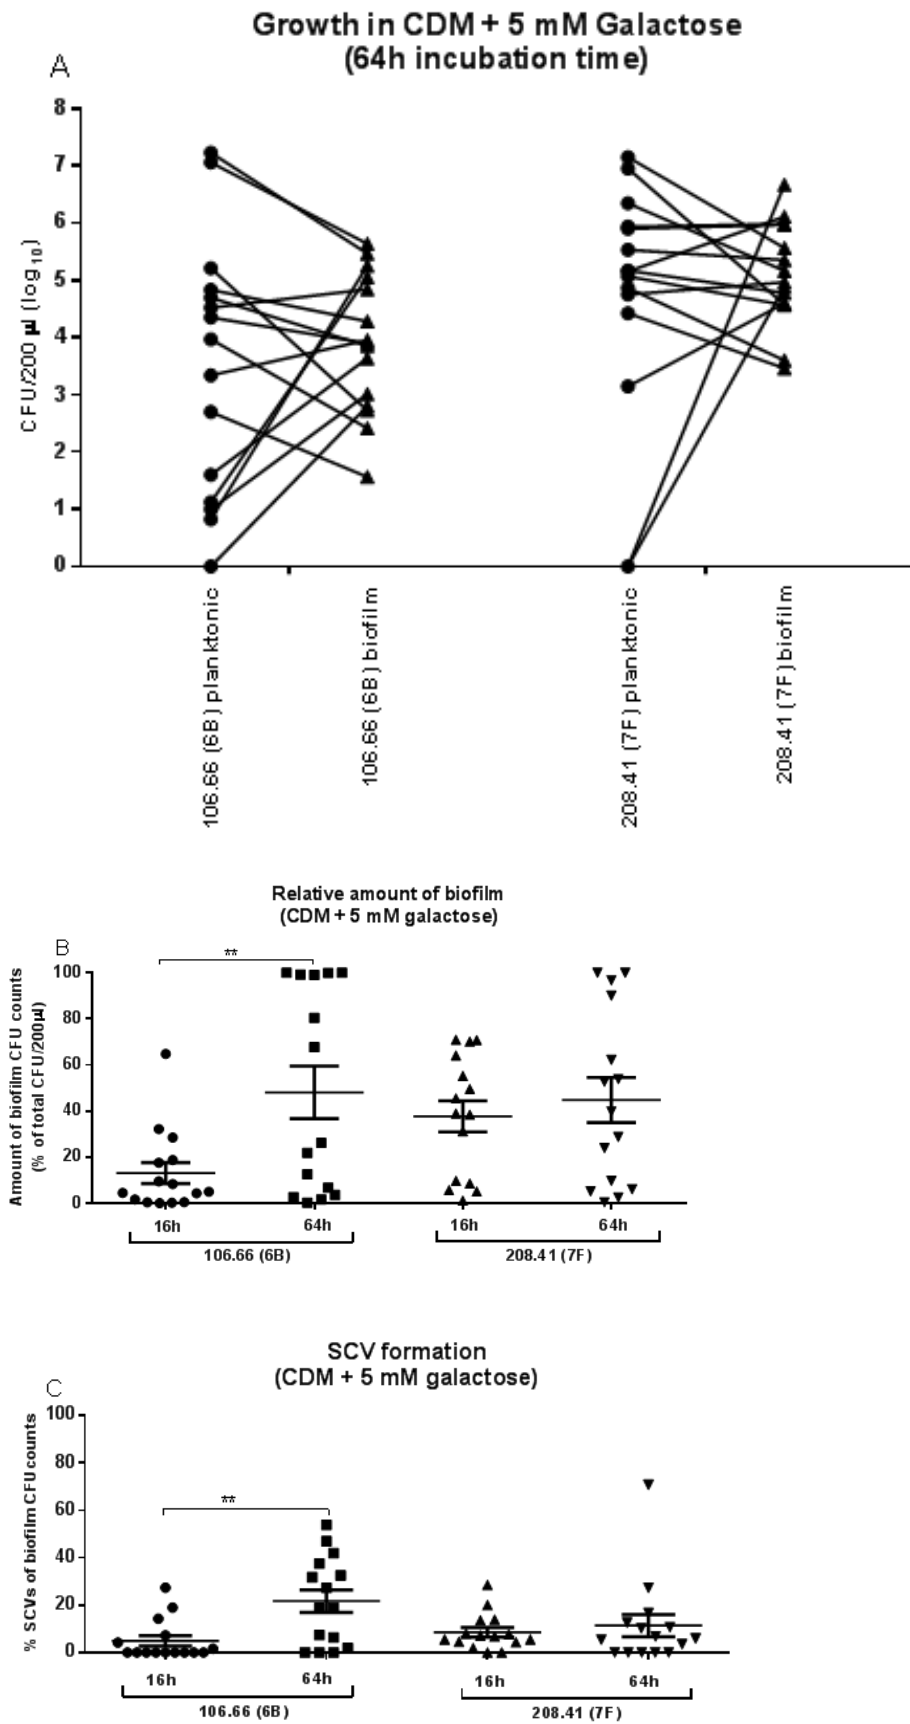 Growth in CDM + 5 mM Galactose
(64h incubation time)
A
CFU/200 µl (log10)
8
7
6
5
4
3
2
1
0
106.66 (6B) planktonic
106.66 (6B) biofilm
208.41 (7F) planktonic
208.41 (7F) biofilm
Relative amount of biofilm
(CDM + 5 mM galactose)
B
Amount of biofilm CFU counts
(% of total CFU/200µl)
100
80
60
40
20
0
**
16h
64h
16h
64h
106.66 (6B)
208.41 (7F)
SCV formation
(CDM + 5 mM galactose)
C
% SCVs of biofilm CFU counts
100
80
60
40
20
0
**
16h
64h
16h
64h
106.66 (6B)
208.41 (7F)